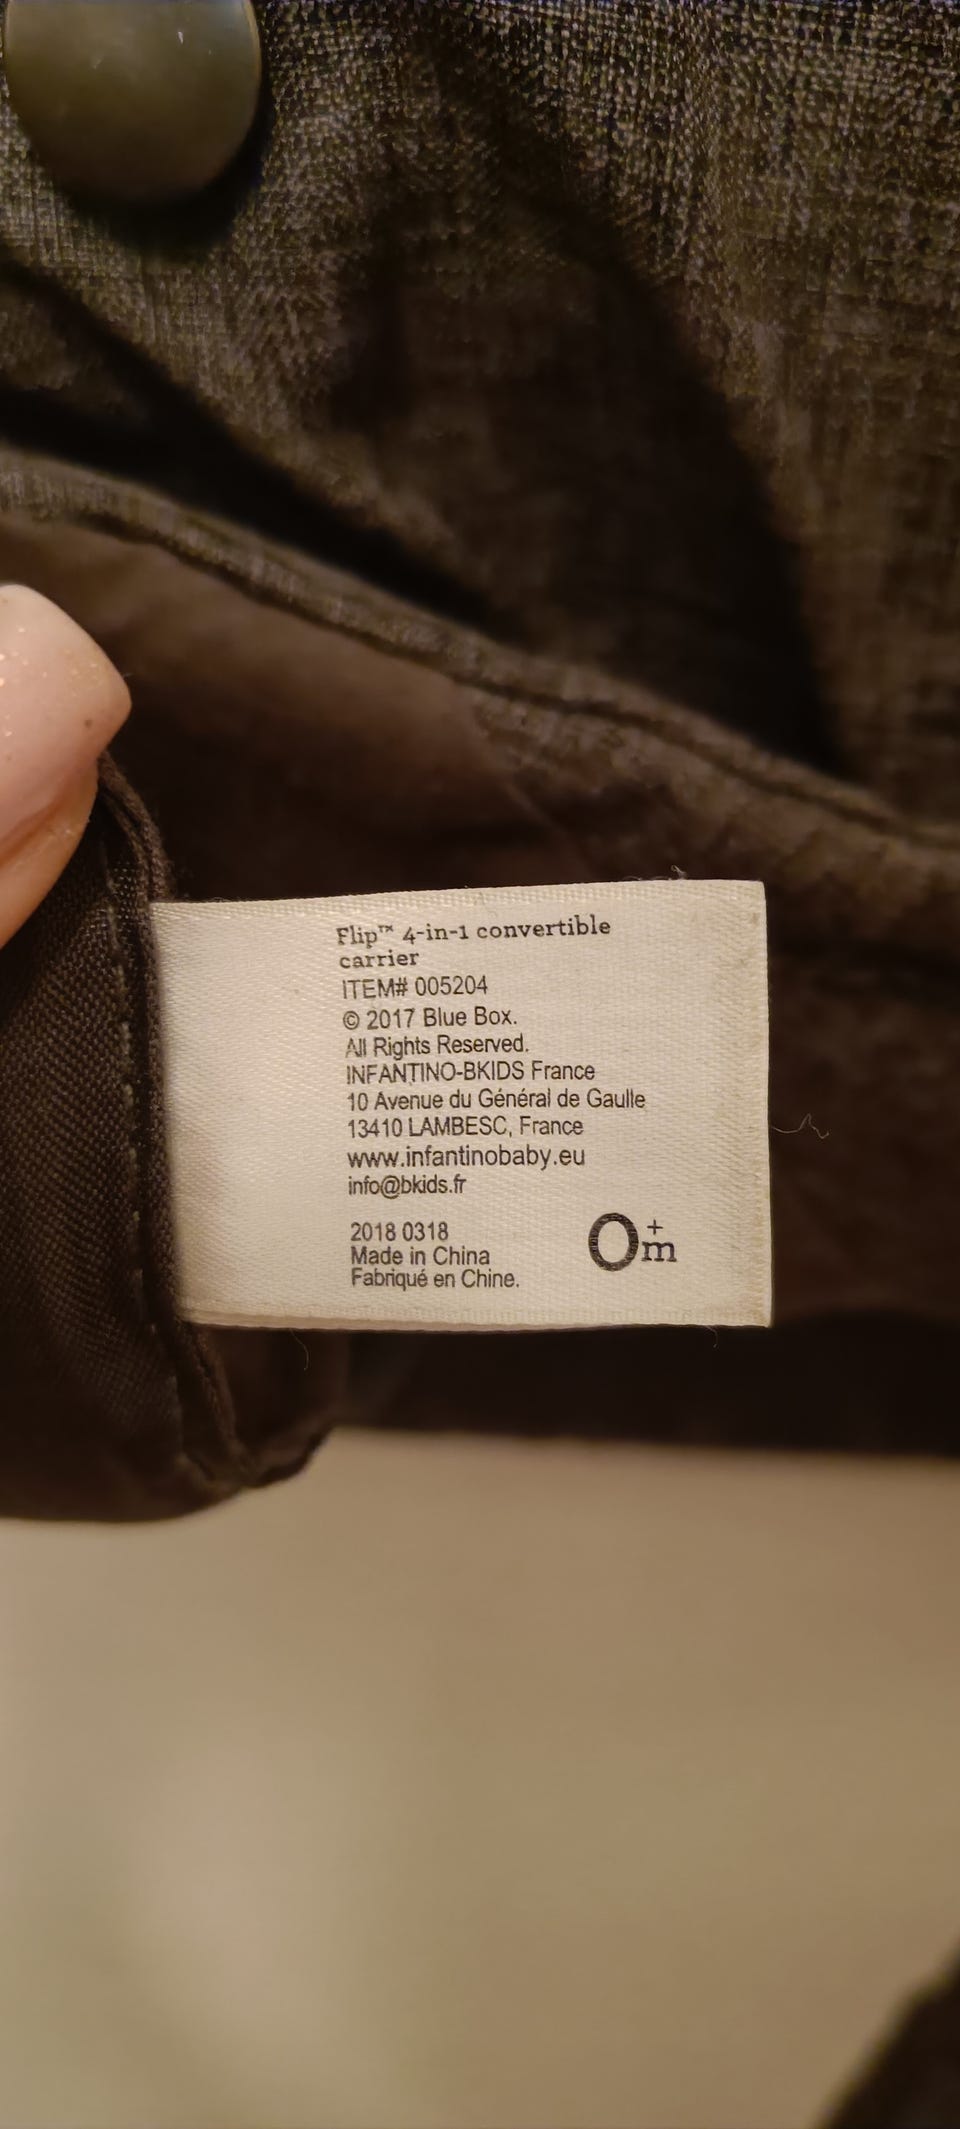 Flip™ 4-in-1 convertible
carrier
ITEM# 005204
© 2017 Blue Box.
All Rights Reserved.
INFANTINO-BKIDS France
10 Avenue du Général de Gaulle
13410 LAMBESC, France
www.infantinobaby.eu
info@bkids.fr
2018 0318
Made in China
Fabriqué en Chine.
0+m